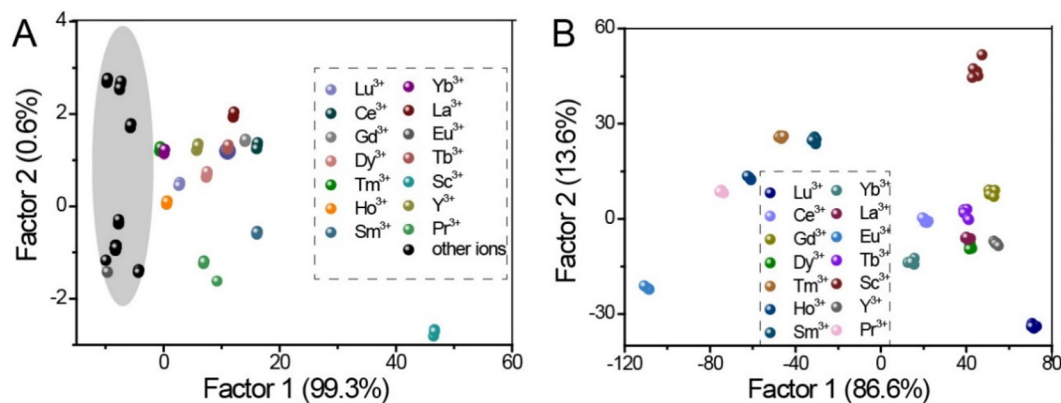 A
Factor 2 (0.6%)
4
2
0
-2
Lu³⁺ Yb³⁺
Ce³⁺ La³⁺
Gd³⁺ Eu³⁺
Dy³⁺ Tb³⁺
Tm³⁺ Sc³⁺
Ho³⁺ Y³⁺
Sm³⁺ Pr³⁺
other ions
0 20 40 60
Factor 1 (99.3%)
B
Factor 2 (13.6%)
60
30
0
-30
Lu³⁺ Yb³⁺
Ce³⁺ La³⁺
Gd³⁺ Eu³⁺
Dy³⁺ Tb³⁺
Tm³⁺ Sc³⁺
Ho³⁺ Y³⁺
Sm³⁺ Pr³⁺
-120 -80 -40 0 40 80
Factor 1 (86.6%)